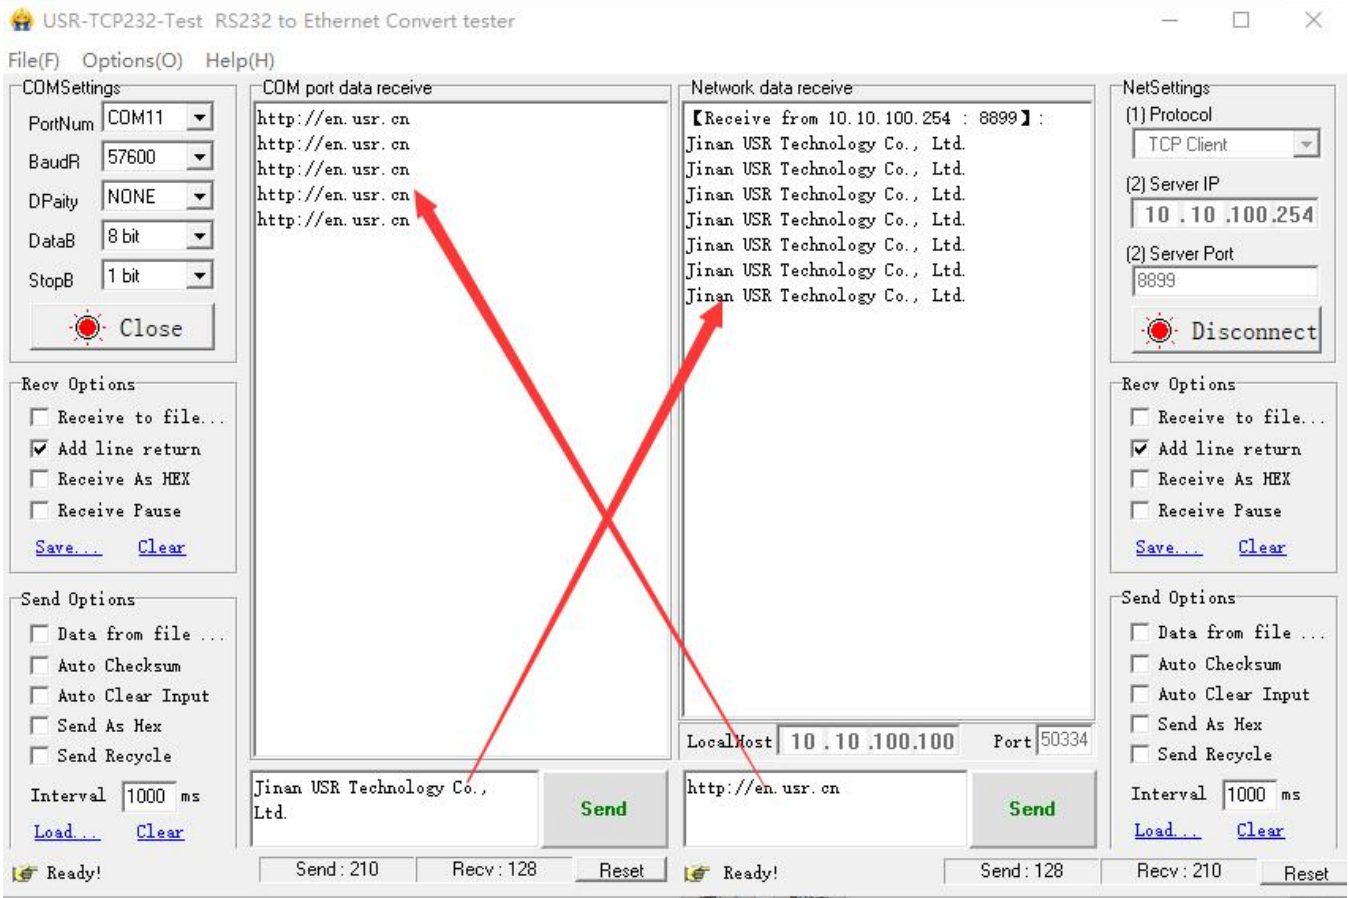 USR-TCP232-Test RS232 to Ethernet Convert tester
File(F) Options(O) Help(H)
COMSettings
PortNum COM11
BaudR 57600
DPaity NONE
DataB 8 bit
StopB 1 bit
Close
Recv Options
Receive to file...
Add line return
Receive As HEX
Receive Pause
Save... Clear
Send Options
Data from file ...
Auto Checksum
Auto Clear Input
Send As Hex
Send Recycle
Interval 1000 ms
Load... Clear
COM port data receive
http://en.usr.cn
http://en.usr.cn
http://en.usr.cn
http://en.usr.cn
http://en.usr.cn
Jinan USR Technology Co.,
Ltd.
Send
Network data receive
【Receive from 10.10.100.254 : 8899】:
Jinan USR Technology Co., Ltd.
Jinan USR Technology Co., Ltd.
Jinan USR Technology Co., Ltd.
Jinan USR Technology Co., Ltd.
Jinan USR Technology Co., Ltd.
Jinan USR Technology Co., Ltd.
Jinan USR Technology Co., Ltd.
LocalHost 10 .10 .100.100 Port 50334
http://en.usr.cn
Send
NetSettings
(1) Protocol
TCP Client
(2) Server IP
10 .10 .100.254
(2) Server Port
8899
Disconnect
Recv Options
Receive to file...
Add line return
Receive As HEX
Receive Pause
Save... Clear
Send Options
Data from file ...
Auto Checksum
Auto Clear Input
Send As Hex
Send Recycle
Interval 1000 ms
Load... Clear
Ready! Send : 210 Recv : 128 Reset
Ready! Send : 128 Recv : 210 Reset